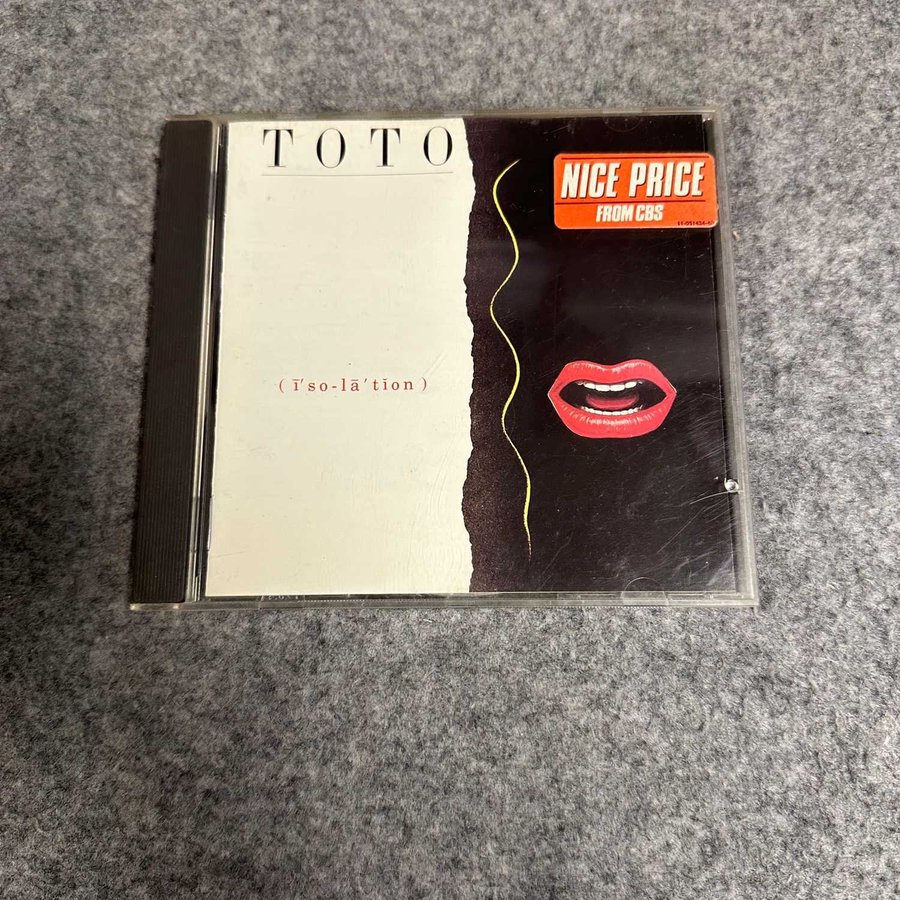 TOTO
(ī′so-lā′tion)
NICE PRICE
FROM CBS